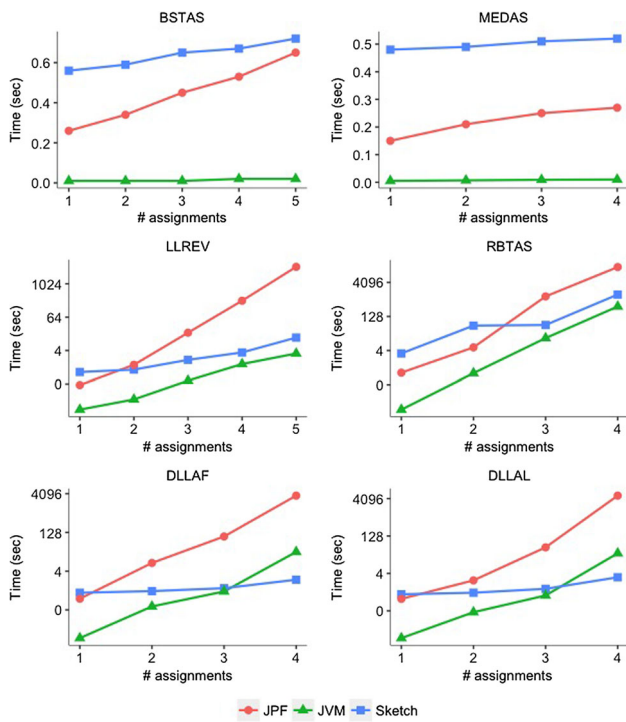 BSTAS
MEDAS
Time (sec)
0.6
0.4
0.2
0.0
1 2 3 4 5
# assignments
Time (sec)
0.5
0.4
0.3
0.2
0.1
0.0
1 2 3 4
# assignments
LLREV
RBTAS
Time (sec)
1024
64
4
0
1 2 3 4 5
# assignments
Time (sec)
4096
128
4
0
1 2 3 4
# assignments
DLLAF
DLLAL
Time (sec)
4096
128
4
0
1 2 3 4
# assignments
Time (sec)
4096
128
4
0
1 2 3 4
# assignments
JPF JVM Sketch